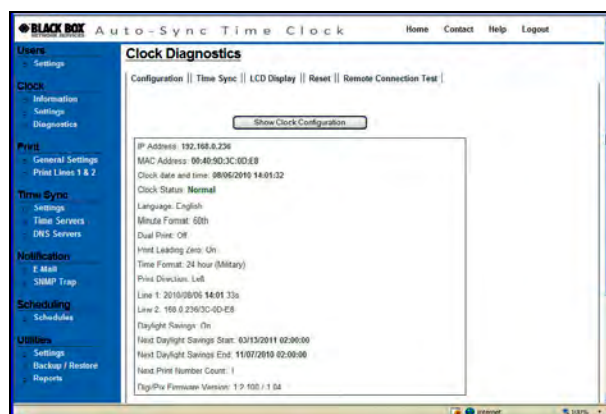 BLACK BOX
NETWORK SERVICES
Auto-Sync Time Clock
Home Contact Help Logout
Users
Settings
Clock
Information
Settings
Diagnostics
Print
General Settings
Print Lines 1 & 2
Time Sync
Settings
Time Servers
DNS Servers
Notification
E Mail
SNMP Trap
Scheduling
Schedules
Utilities
Settings
Backup / Restore
Reports
Clock Diagnostics
Configuration || Time Sync || LCD Display || Reset || Remote Connection Test |
Show Clock Configuration
IP Address: 192.168.0.236
MAC Address: 00:40:9D:3C:0D:E8
Clock date and time: 08/06/2010 14:01:32
Clock Status: Normal
Language: English
Minute Format: 60th
Dual Print: Off
Print Leading Zero: On
Time Format: 24 hour (Military)
Print Direction: Left
Line 1: 2010/08/06 14:01 33s
Line 2: 168.0.236/3C-0D-E8
Daylight Savings: On
Next Daylight Savings Start: 03/13/2011 02:00:00
Next Daylight Savings End: 11/07/2010 02:00:00
Next Print Number Count: 1
Digi/Pix Firmware Version: 1.2.100 / 1.04
Internet
100%